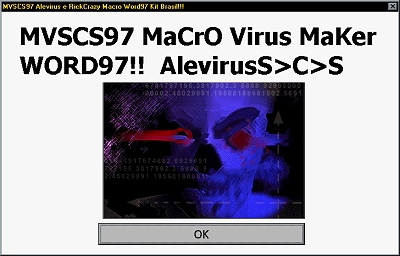 MVSCS97 Alevirus e RickCrazy Macro Word97 Kit Brasil!!!
MVSCS97 MaCrO Virus MaKer
WORD97!!  AlevirusS>C>S
OK